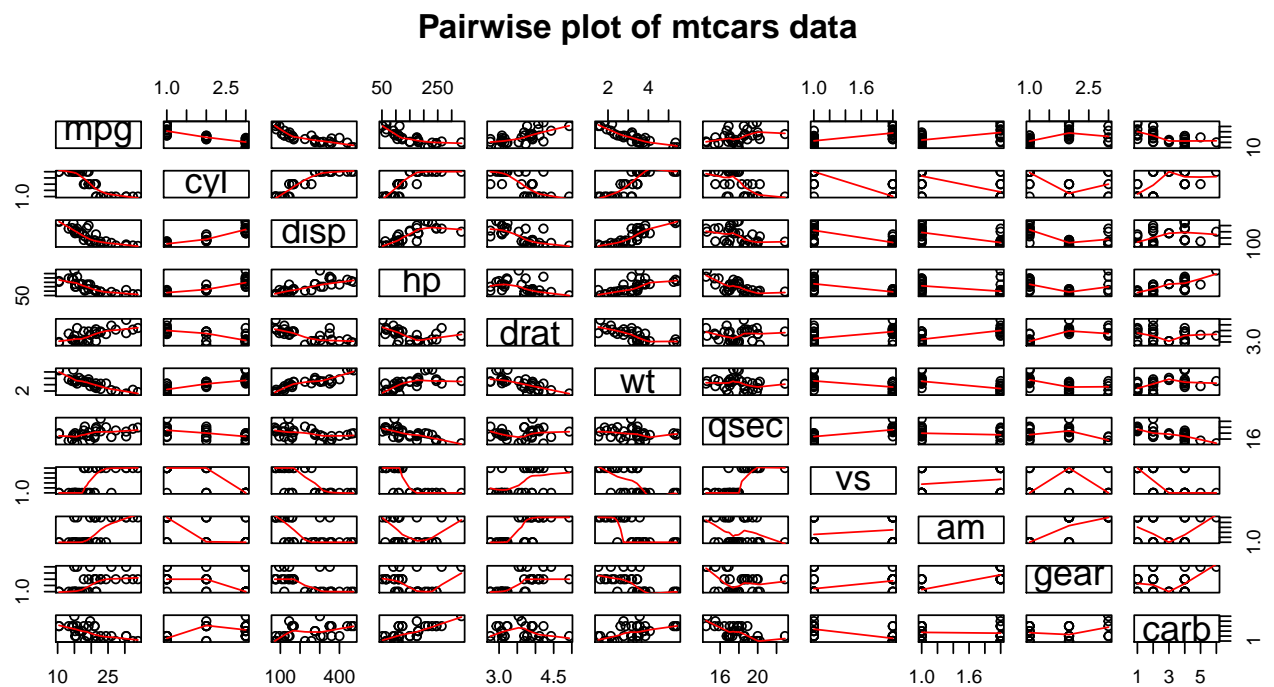 Pairwise plot of mtcars data
1.0 2.5 50 250 2 4 1.0 1.6 1.0 2.5
mpg 10
1.0 cyl
disp 100
50 hp
drat 3.0
2 wt
qsec 16
1.0 vs
am 1.0
1.0 gear
carb 1
10 25 100 400 3.0 4.5 16 20 1.0 1.6 1 3 5